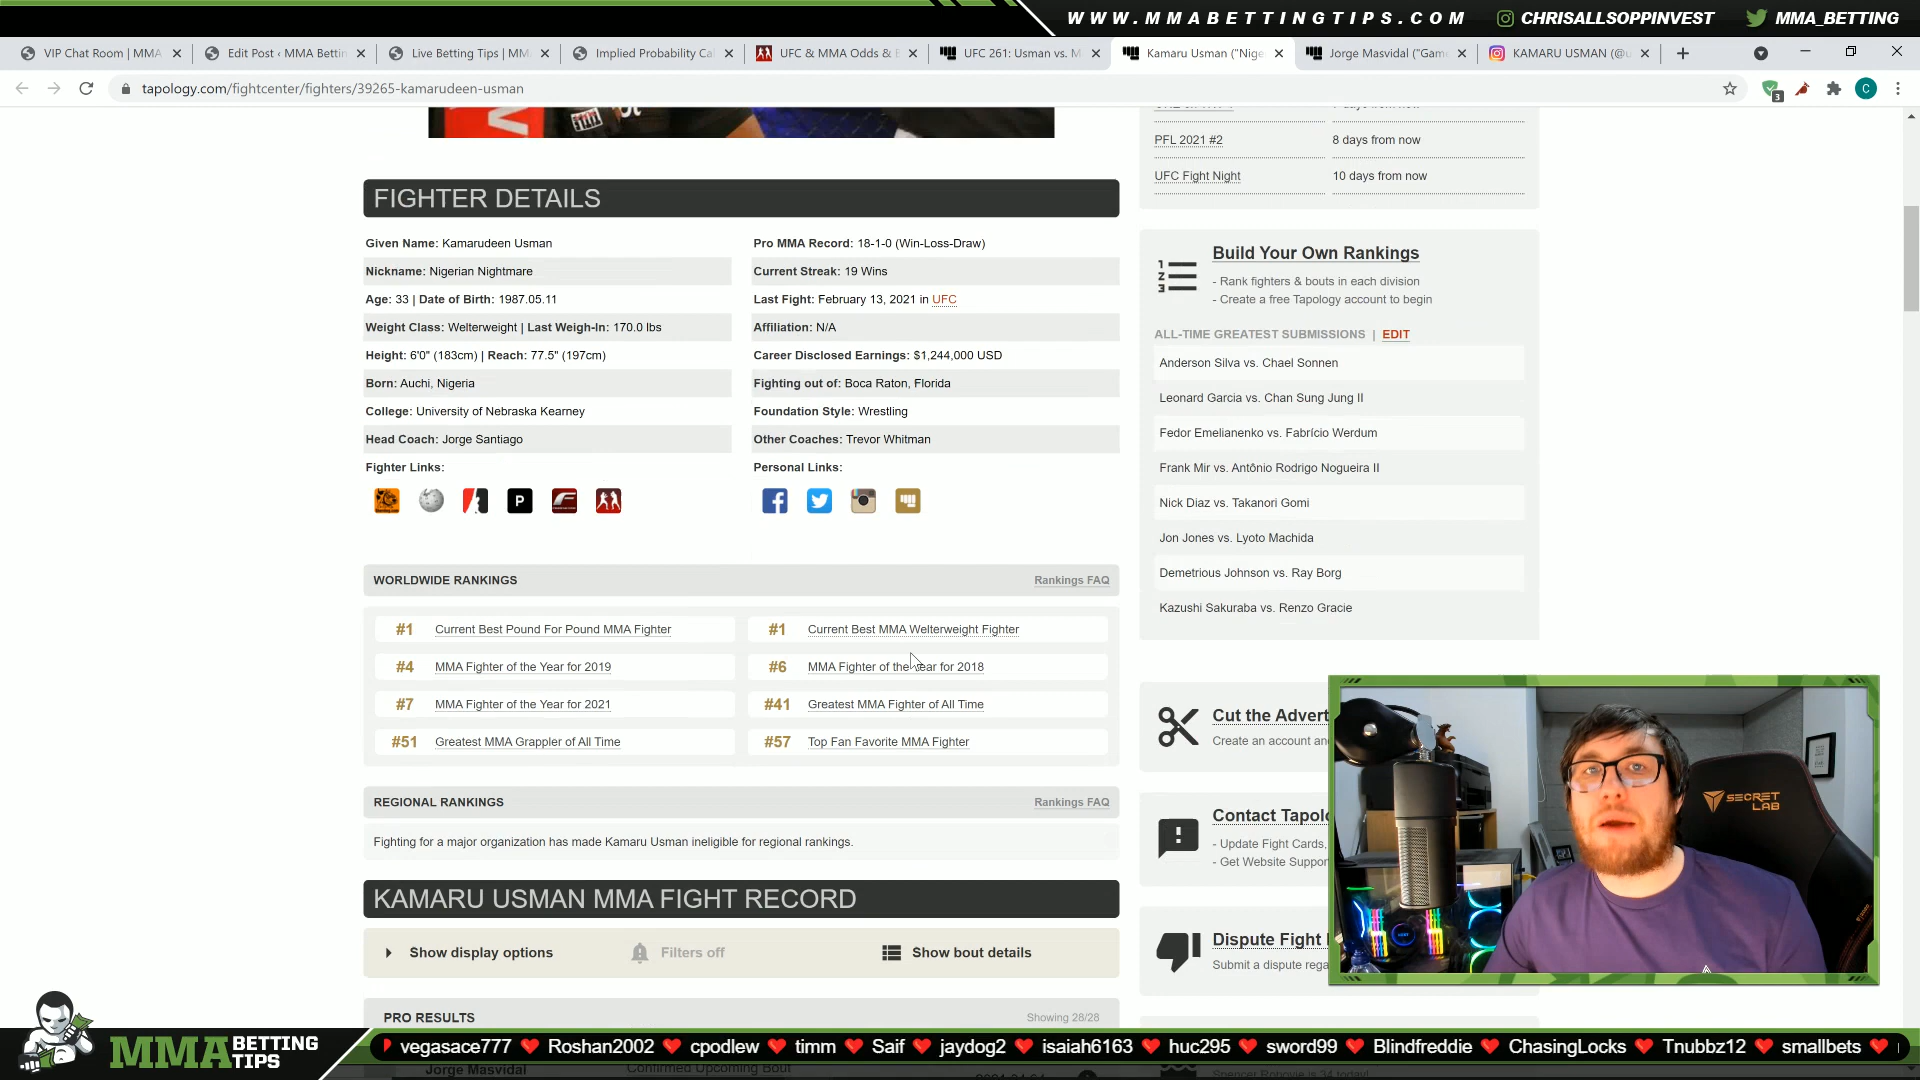 WWW.MMABETTINGTIPS.COM
CHRISALLSOPPINVEST
MMA_BETTING
VIP Chat Room | MMA
Edit Post ‹ MMA Bettin
Live Betting Tips | MM
Implied Probability Ca
UFC & MMA Odds & B
UFC 261: Usman vs. M
Kamaru Usman ("Nige
Jorge Masvidal ("Gam
KAMARU USMAN (@u
tapology.com/fightcenter/fighters/39265-kamarudeen-usman
3
C
PFL 2021 #2
8 days from now
UFC Fight Night
10 days from now
FIGHTER DETAILS
Given Name: Kamarudeen Usman
Pro MMA Record: 18-1-0 (Win-Loss-Draw)
Nickname: Nigerian Nightmare
Current Streak: 19 Wins
Age: 33 | Date of Birth: 1987.05.11
Last Fight: February 13, 2021 in UFC
Weight Class: Welterweight | Last Weigh-In: 170.0 lbs
Affiliation: N/A
Height: 6'0" (183cm) | Reach: 77.5" (197cm)
Career Disclosed Earnings: $1,244,000 USD
Born: Auchi, Nigeria
Fighting out of: Boca Raton, Florida
College: University of Nebraska Kearney
Foundation Style: Wrestling
Head Coach: Jorge Santiago
Other Coaches: Trevor Whitman
Fighter Links:
Personal Links:
P
WORLDWIDE RANKINGS
Rankings FAQ
#1 Current Best Pound For Pound MMA Fighter
#1 Current Best MMA Welterweight Fighter
#4 MMA Fighter of the Year for 2019
#6 MMA Fighter of the Year for 2018
#7 MMA Fighter of the Year for 2021
#41 Greatest MMA Fighter of All Time
#51 Greatest MMA Grappler of All Time
#57 Top Fan Favorite MMA Fighter
REGIONAL RANKINGS
Rankings FAQ
Fighting for a major organization has made Kamaru Usman ineligible for regional rankings.
KAMARU USMAN MMA FIGHT RECORD
Show display options
Filters off
Show bout details
PRO RESULTS
Showing 28/28
Build Your Own Rankings
- Rank fighters & bouts in each division
- Create a free Tapology account to begin
ALL-TIME GREATEST SUBMISSIONS | EDIT
Anderson Silva vs. Chael Sonnen
Leonard Garcia vs. Chan Sung Jung II
Fedor Emelianenko vs. Fabrício Werdum
Frank Mir vs. Antônio Rodrigo Nogueira II
Nick Diaz vs. Takanori Gomi
Jon Jones vs. Lyoto Machida
Demetrious Johnson vs. Ray Borg
Kazushi Sakuraba vs. Renzo Gracie
Cut the Advert
Create an account an
Contact Tapolo
- Update Fight Cards,
- Get Website Suppor
Dispute Fight
Submit a dispute rega
SECRET
LAB
MMA BETTING
TIPS
vegasace777 Roshan2002 cpodlew timm Saif jaydog2 isaiah6163 huc295 sword99 Blindfreddie ChasingLocks Tnubbz12 smallbets
Jorge Masvidal
Confirmed Upcoming Bout